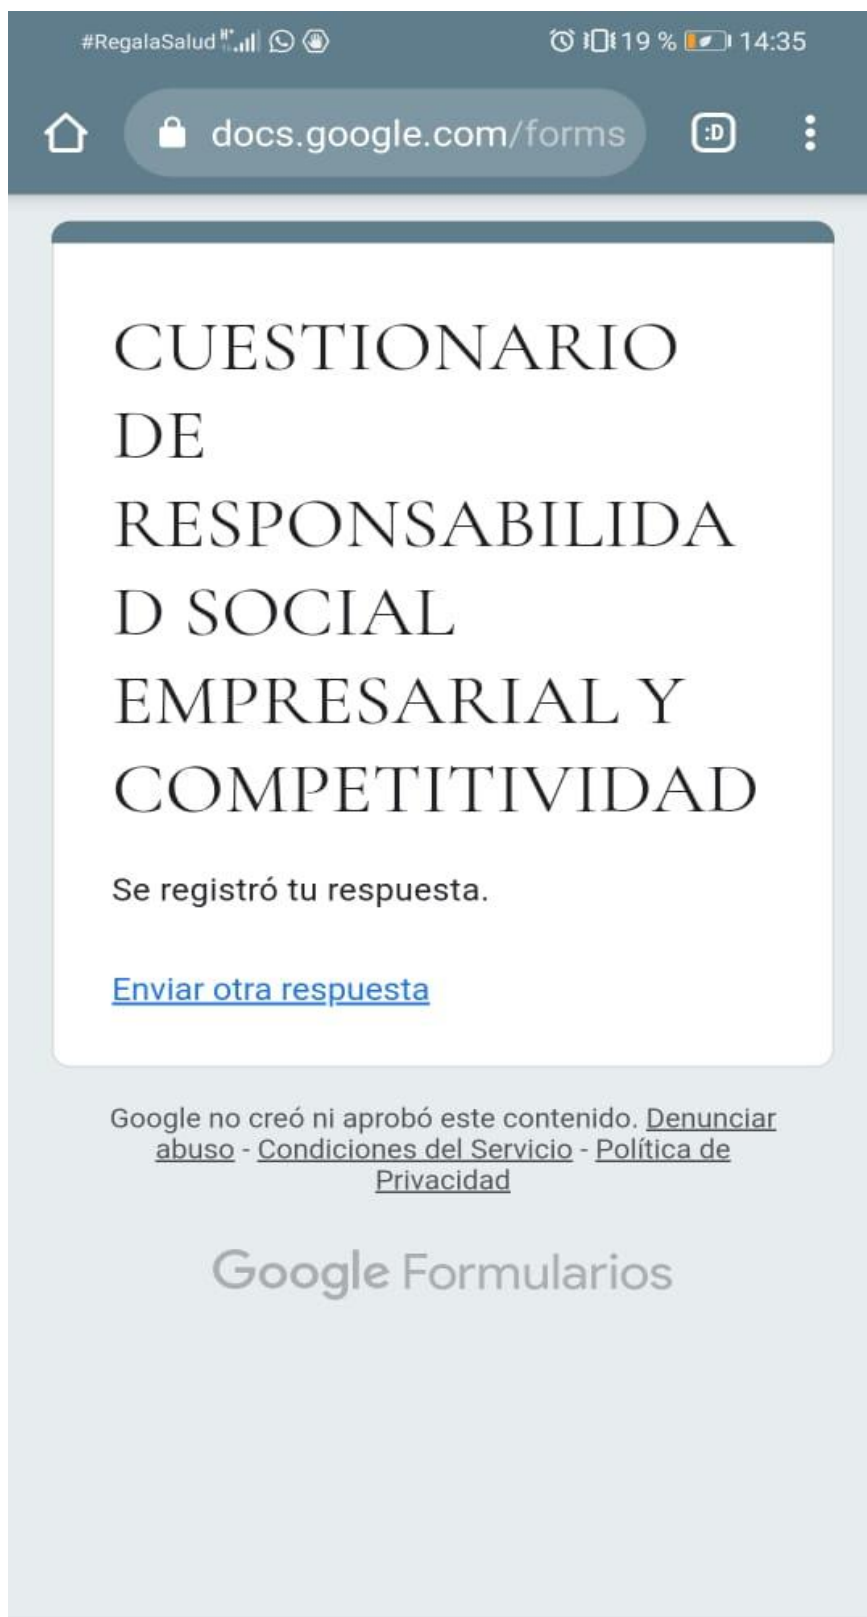 #RegalaSalud 19 % 14:35
docs.google.com/forms :D
CUESTIONARIO
DE
RESPONSABILIDA
D SOCIAL
EMPRESARIAL Y
COMPETITIVIDAD
Se registró tu respuesta.
Enviar otra respuesta
Google no creó ni aprobó este contenido. Denunciar
abuso - Condiciones del Servicio - Política de
Privacidad
Google Formularios